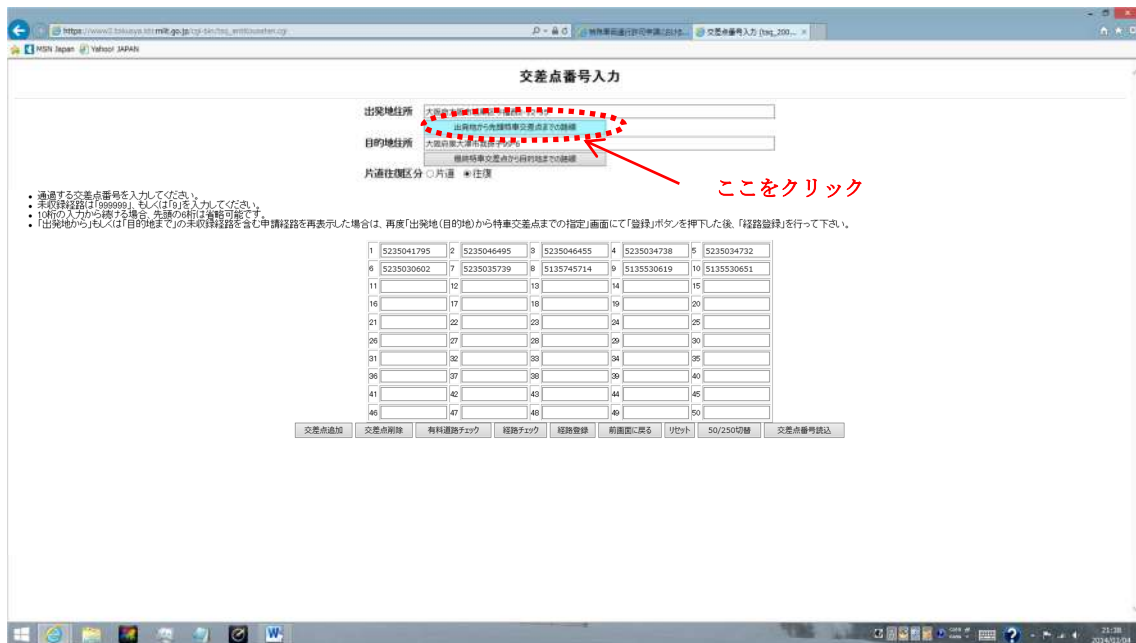 交差点番号入力 (tsq_200...
MSN Japan
Yahoo! JAPAN
交差点番号入力
出発地住所
出発地から先頭特車交差点までの路線
目的地住所
最終特車交差点から目的地までの路線
片道往復区分 片道 往復
ここをクリック
通過する交差点番号を入力してください。
未収録経路は「999999」、もしくは「9」を入力してください。
10桁の入力から続ける場合、先頭の6桁は省略可能です。
「出発地から」もしくは「目的地まで」の未収録経路を含む申請経路を再表示した場合は、再度「出発地(目的地)から特車交差点までの指定」画面にて「登録」ボタンを押下した後、「経路登録」を行って下さい。
1 5235041795 2 5235046495 3 5235046455 4 5235034738 5 5235034732
6 5235030602 7 5235035739 8 5135745714 9 5135530619 10 5135530651
11 12 13 14 15
16 17 18 19 20
21 22 23 24 25
26 27 28 29 30
31 32 33 34 35
36 37 38 39 40
41 42 43 44 45
46 47 48 49 50
交差点追加 交差点削除 有料道路チェック 経路チェック 経路登録 前画面に戻る リセット 50/250切替 交差点番号読込
21:38
2014/03/04